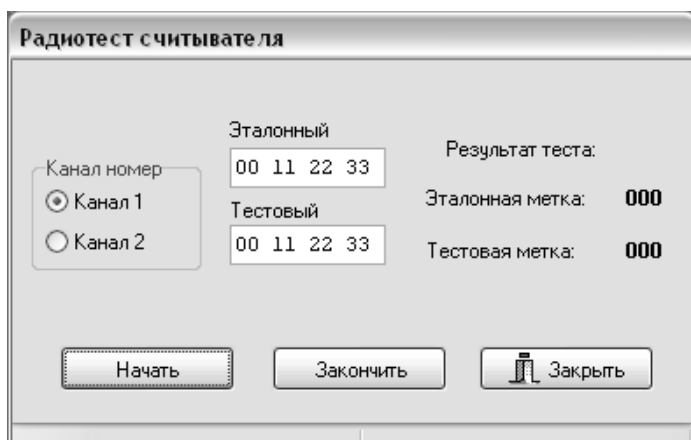 Радиотест считывателя
Канал номер
Канал 1
Канал 2
Эталонный
00 11 22 33
Тестовый
00 11 22 33
Результат теста:
Эталонная метка: 000
Тестовая метка: 000
Начать
Закончить
Закрыть